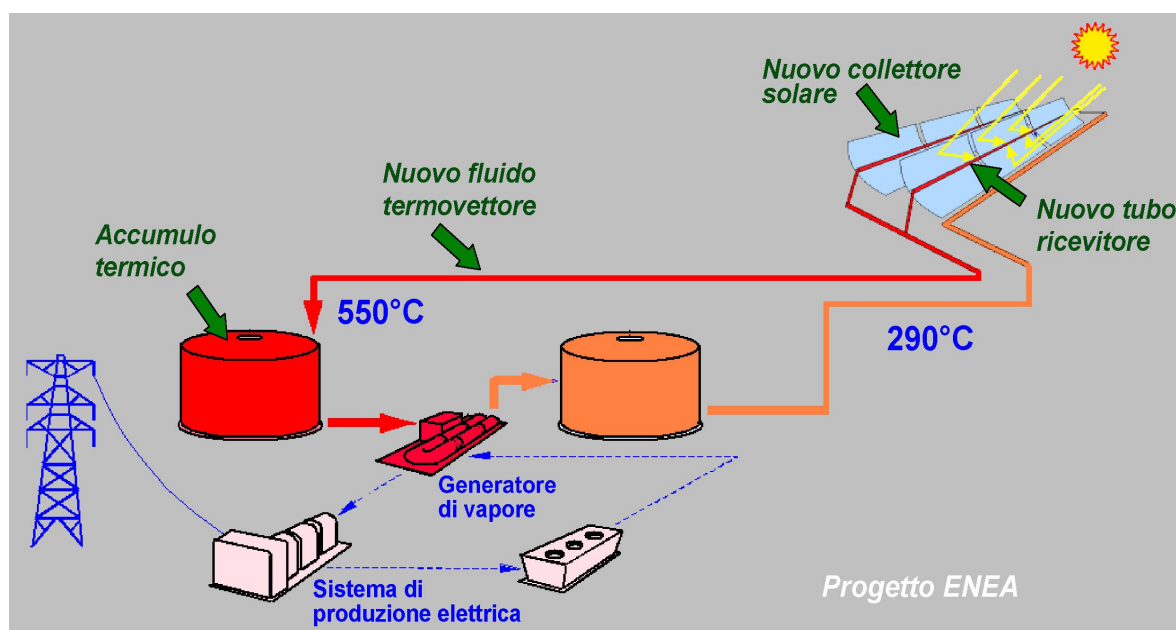 Nuovo collettore
solare
Nuovo fluido
termovettore
Nuovo tubo
ricevitore
Accumulo
termico
550°C
290°C
Generatore
di vapore
Sistema di
produzione elettrica
Progetto ENEA